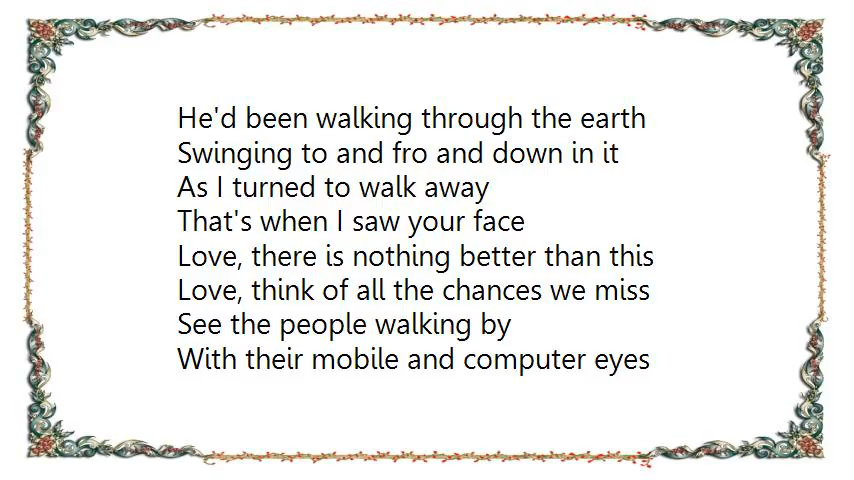 He'd been walking through the earth
Swinging to and fro and down in it
As I turned to walk away
That's when I saw your face
Love, there is nothing better than this
Love, think of all the chances we miss
See the people walking by
With their mobile and computer eyes